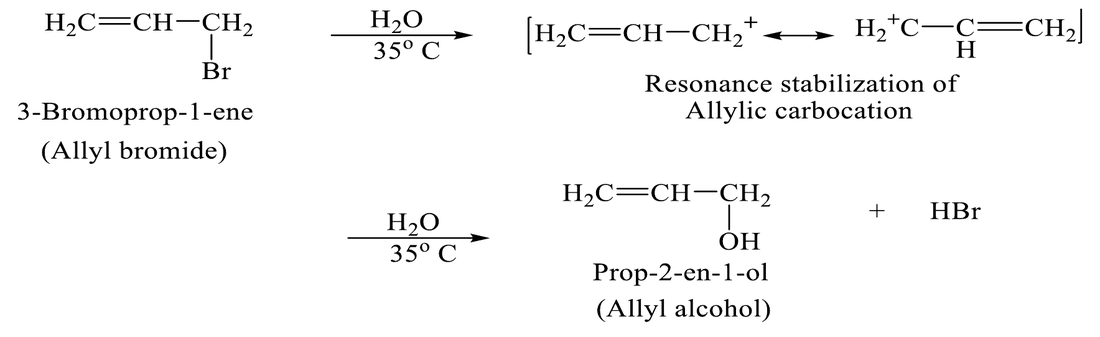 H₂C=CH–CH₂
Br
H₂O
35° C
[H₂C=CH–CH₂⁺ ↔ H₂⁺C–C=CH₂]
H
3-Bromoprop-1-ene
(Allyl bromide)
Resonance stabilization of
Allylic carbocation
H₂O
35° C
H₂C=CH–CH₂
OH
+ HBr
Prop-2-en-1-ol
(Allyl alcohol)